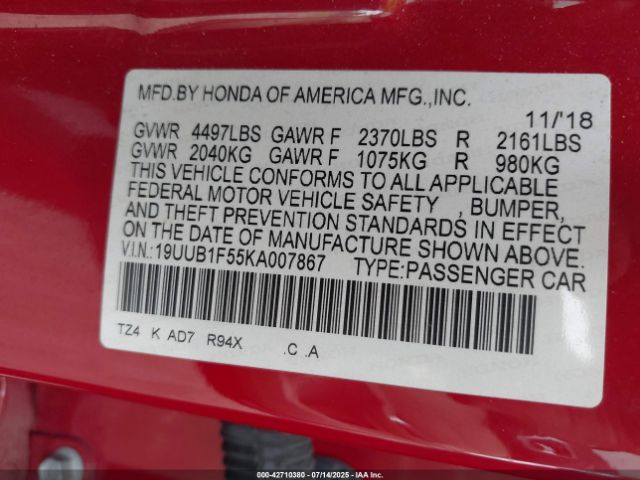 MFD.BY HONDA OF AMERICA MFG.,INC.
11/'18
GVWR 4497LBS GAWR F 2370LBS R 2161LBS
GVWR 2040KG GAWR F 1075KG R 980KG
THIS VEHICLE CONFORMS TO ALL APPLICABLE
FEDERAL MOTOR VEHICLE SAFETY , BUMPER,
AND THEFT PREVENTION STANDARDS IN EFFECT
ON THE DATE OF MANUFACTURE SHOWN ABOVE.
V.I.N.:19UUB1F55KA007867 TYPE:PASSENGER CAR
TZ4 K AD7 R94X .C .A
000-42710380 - 07/14/2025 - IAA Inc.